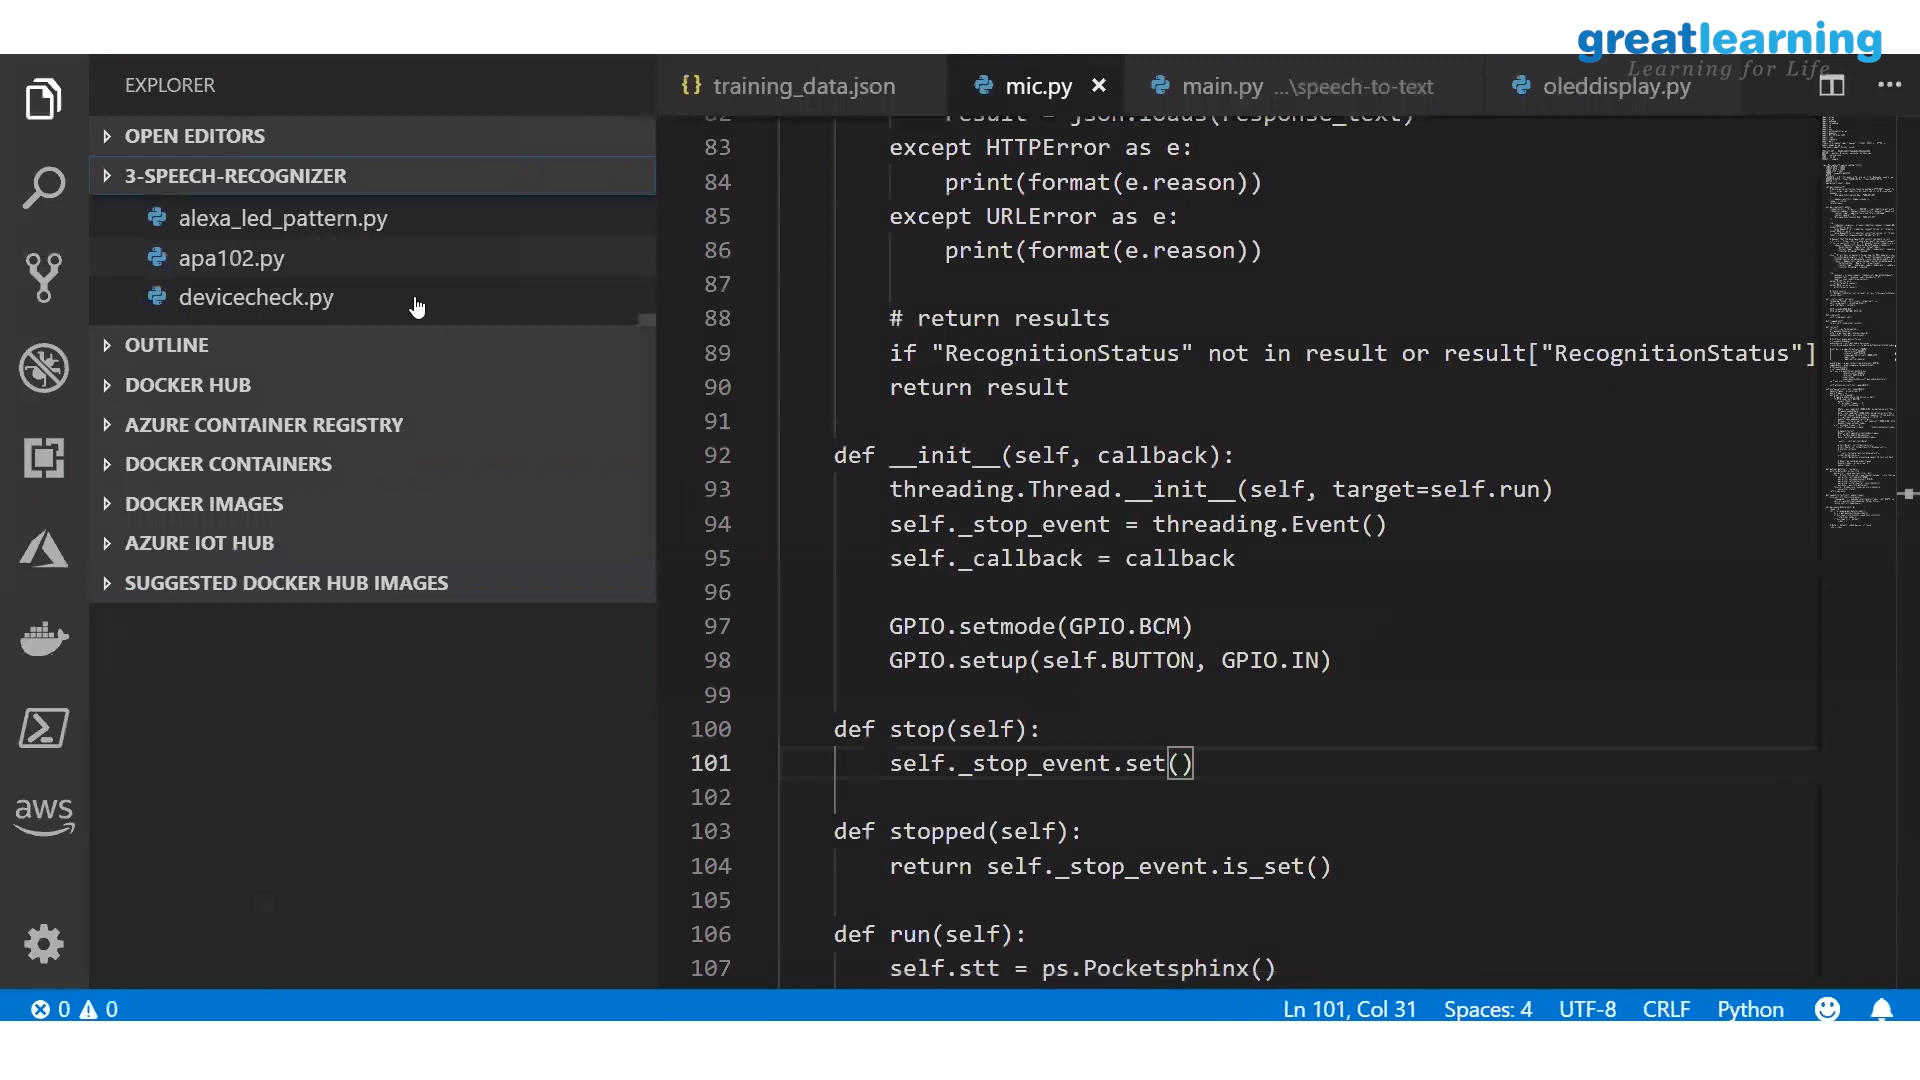 greatlearning
Learning for Life
EXPLORER
OPEN EDITORS
3-SPEECH-RECOGNIZER
alexa_led_pattern.py
apa102.py
devicecheck.py
OUTLINE
DOCKER HUB
AZURE CONTAINER REGISTRY
DOCKER CONTAINERS
DOCKER IMAGES
AZURE IOT HUB
SUGGESTED DOCKER HUB IMAGES
aws
{} training_data.json
mic.py ×
main.py ...\speech-to-text
oleddisplay.py
82 result = json.loads(response_text)
83 except HTTPError as e:
84 print(format(e.reason))
85 except URLError as e:
86 print(format(e.reason))
87
88 # return results
89 if "RecognitionStatus" not in result or result["RecognitionStatus"]
90 return result
91
92 def __init__(self, callback):
93 threading.Thread.__init__(self, target=self.run)
94 self._stop_event = threading.Event()
95 self._callback = callback
96
97 GPIO.setmode(GPIO.BCM)
98 GPIO.setup(self.BUTTON, GPIO.IN)
99
100 def stop(self):
101 self._stop_event.set()
102
103 def stopped(self):
104 return self._stop_event.is_set()
105
106 def run(self):
107 self.stt = ps.Pocketsphinx()
0 0
Ln 101, Col 31 Spaces: 4 UTF-8 CRLF Python